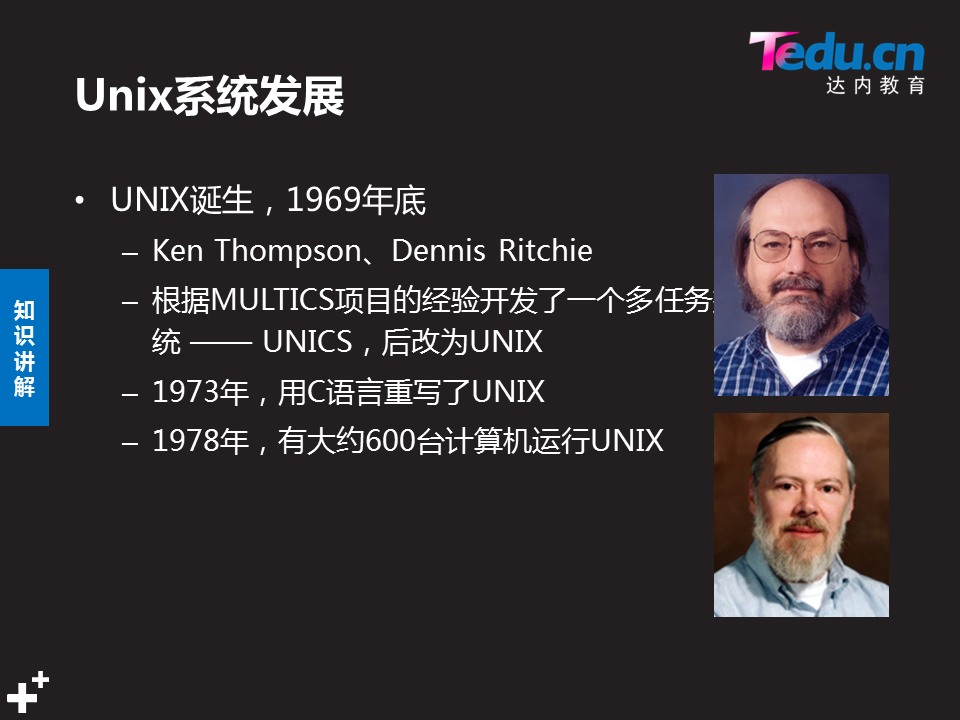 Tedu.cn
达内教育
Unix系统发展
• UNIX诞生，1969年底
– Ken Thompson、Dennis Ritchie
– 根据MULTICS项目的经验开发了一个多任务
统 —— UNICS，后改为UNIX
– 1973年，用C语言重写了UNIX
– 1978年，有大约600台计算机运行UNIX
知
识
讲
解